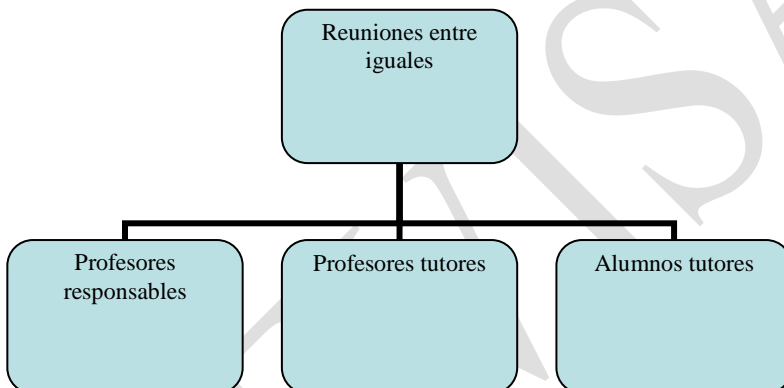 Reuniones entre
iguales
Profesores
responsables
Profesores tutores
Alumnos tutores